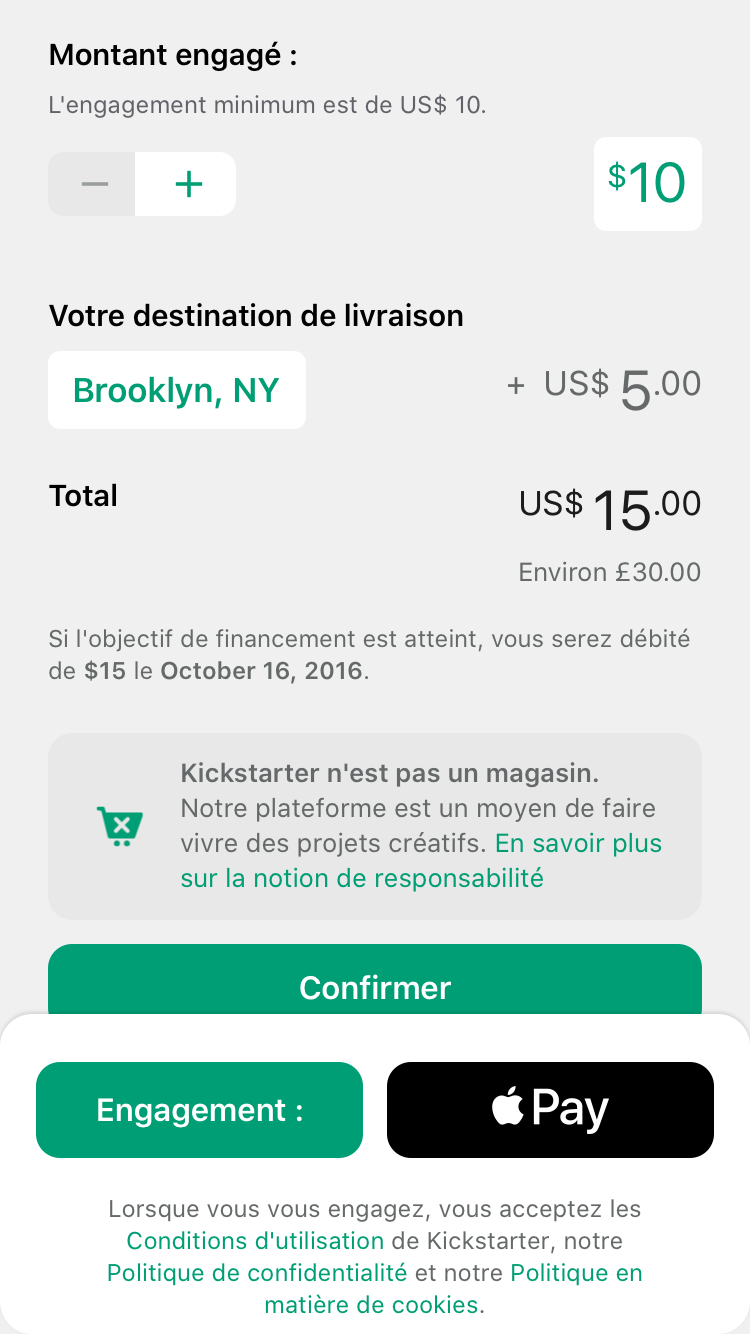 Montant engagé :
L'engagement minimum est de US$ 10.
− +
$10
Votre destination de livraison
Brooklyn, NY
+ US$ 5.00
Total
US$ 15.00
Environ £30.00
Si l'objectif de financement est atteint, vous serez débité
de $15 le October 16, 2016.
Kickstarter n'est pas un magasin.
Notre plateforme est un moyen de faire
vivre des projets créatifs. En savoir plus
sur la notion de responsabilité
Confirmer
Engagement :
Pay
Lorsque vous vous engagez, vous acceptez les
Conditions d'utilisation de Kickstarter, notre
Politique de confidentialité et notre Politique en
matière de cookies.